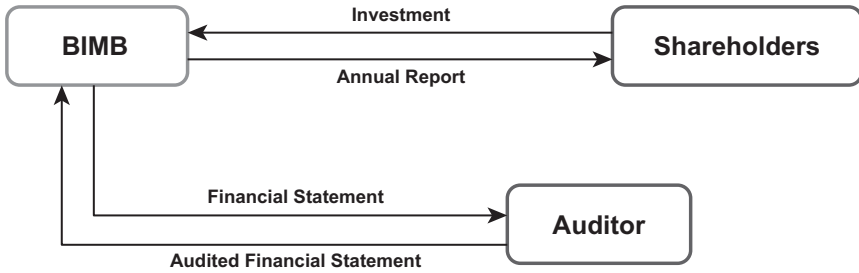 Investment
BIMB
Shareholders
Annual Report
Financial Statement
Auditor
Audited Financial Statement